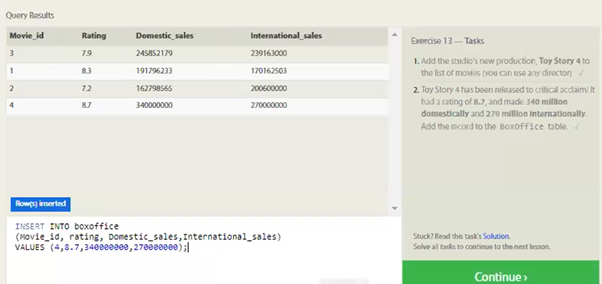 Query Results
Movie_id Rating Domestic_sales International_sales
3 7.9 245852179 239163000
1 8.3 191796233 170162503
2 7.2 162798565 200600000
4 8.7 340000000 270000000
Row(s) inserted
INSERT INTO boxoffice
(Movie_id, rating, Domestic_sales,International_sales)
VALUES (4,8.7,340000000,270000000);
Exercise 13 — Tasks
1. Add the studio's new production, Toy Story 4 to
the list of movies (you can use any director) ✓
2. Toy Story 4 has been released to critical acclaim! It
had a rating of 8.7, and made 340 million
domestically and 270 million internationally.
Add the record to the BoxOffice table. ✓
Stuck? Read this task's Solution.
Solve all tasks to continue to the next lesson.
Continue ›